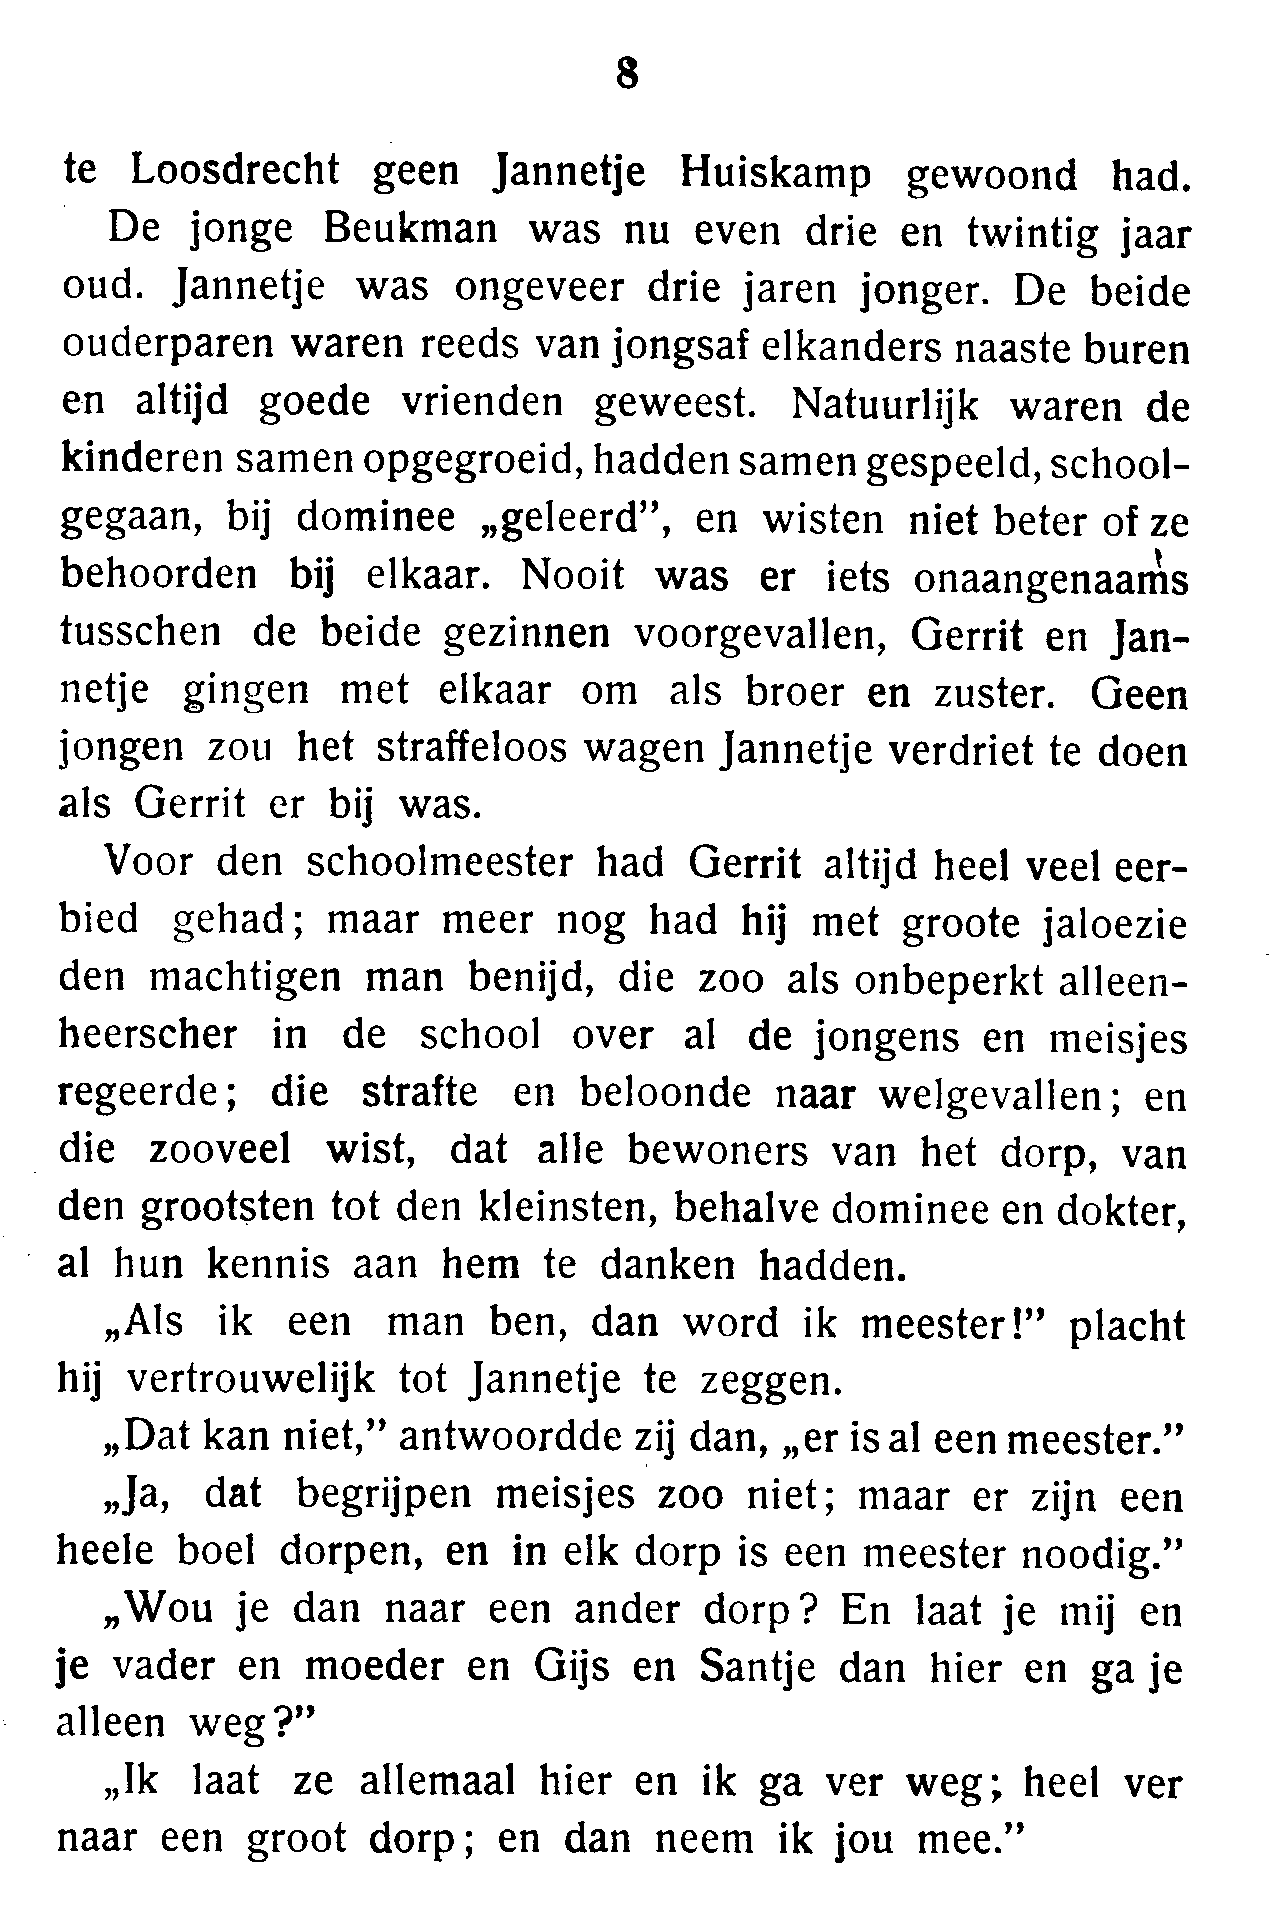 8
te Loosdrecht geen Jannetje Huiskamp gewoond had.
De jonge Beukman was nu even drie en twintig jaar
oud. Jannetje was ongeveer drie jaren jonger. De beide
ouderparen waren reeds van jongsaf elkanders naaste buren
en altijd goede vrienden geweest. Natuurlijk waren de
kinderen samen opgegroeid, hadden samen gespeeld, school-
gegaan, bij dominee „geleerd”, en wisten niet beter of ze
behoorden bij elkaar. Nooit was er iets onaangenaams
tusschen de beide gezinnen voorgevallen, Gerrit en Jan-
netje gingen met elkaar om als broer en zuster. Geen
jongen zou het straffeloos wagen Jannetje verdriet te doen
als Gerrit er bij was.
Voor den schoolmeester had Gerrit altijd heel veel eer-
bied gehad; maar meer nog had hij met groote jaloezie
den machtigen man benijd, die zoo als onbeperkt alleen-
heerscher in de school over al de jongens en meisjes
regeerde; die strafte en beloonde naar welgevallen; en
die zooveel wist, dat alle bewoners van het dorp, van
den grootsten tot den kleinsten, behalve dominee en dokter,
al hun kennis aan hem te danken hadden.
„Als ik een man ben, dan word ik meester!” placht
hij vertrouwelijk tot Jannetje te zeggen.
„Dat kan niet,” antwoordde zij dan, „er is al een meester.”
„Ja, dat begrijpen meisjes zoo niet; maar er zijn een
heele boel dorpen, en in elk dorp is een meester noodig.”
„Wou je dan naar een ander dorp? En laat je mij en
je vader en moeder en Gijs en Santje dan hier en ga je
alleen weg?”
„Ik laat ze allemaal hier en ik ga ver weg; heel ver
naar een groot dorp; en dan neem ik jou mee.”